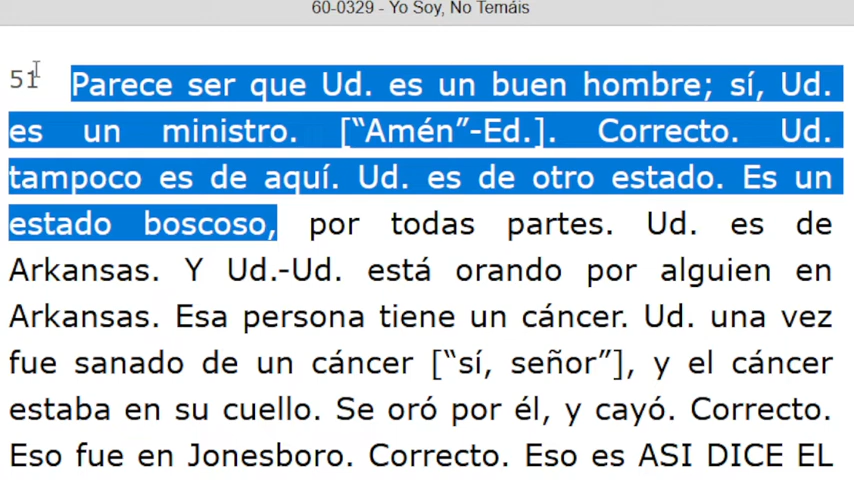 60-0329 - Yo Soy, No Temáis
51 Parece ser que Ud. es un buen hombre; sí, Ud.
es un ministro. [“Amén”-Ed.]. Correcto. Ud.
tampoco es de aquí. Ud. es de otro estado. Es un
estado boscoso, por todas partes. Ud. es de
Arkansas. Y Ud.-Ud. está orando por alguien en
Arkansas. Esa persona tiene un cáncer. Ud. una vez
fue sanado de un cáncer [“sí, señor”], y el cáncer
estaba en su cuello. Se oró por él, y cayó. Correcto.
Eso fue en Jonesboro. Correcto. Eso es ASI DICE EL